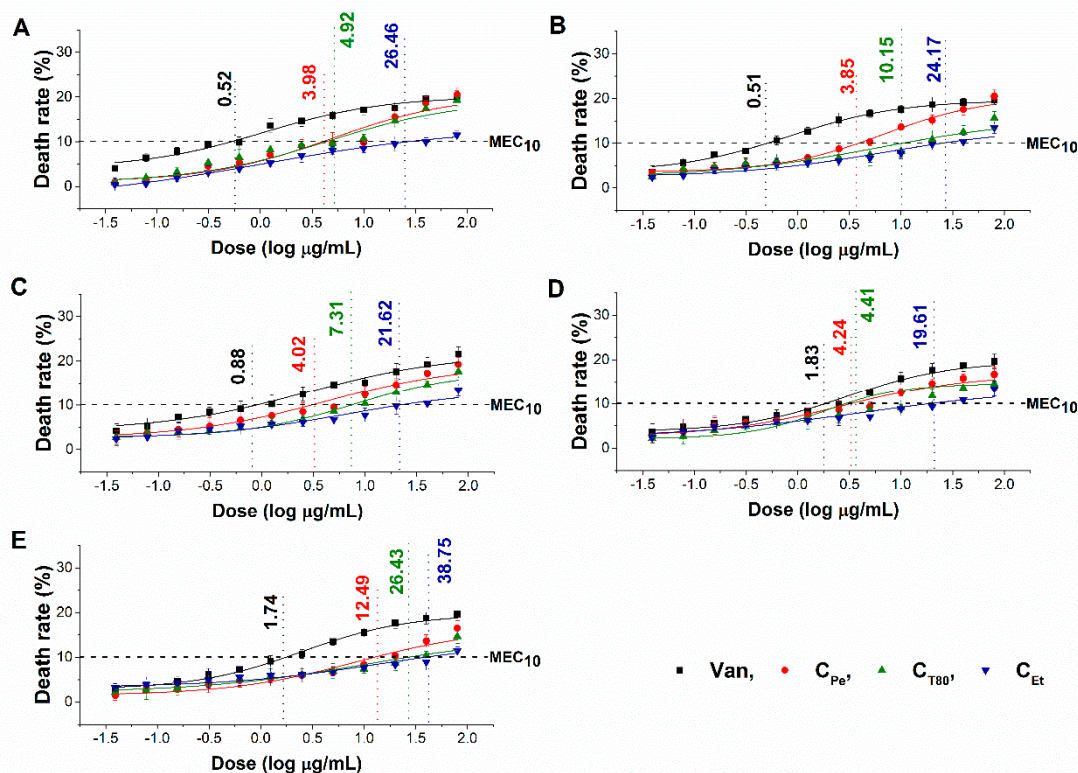 A
Death rate (%)
30
20
10
0
0.52
3.98
4.92
26.46
MEC10
-1.5 -1.0 -0.5 0.0 0.5 1.0 1.5 2.0
Dose (log µg/mL)
B
Death rate (%)
30
20
10
0
0.51
3.85
10.15
24.17
MEC10
-1.5 -1.0 -0.5 0.0 0.5 1.0 1.5 2.0
Dose (log µg/mL)
C
Death rate (%)
30
20
10
0
0.88
4.02
7.31
21.62
MEC10
-1.5 -1.0 -0.5 0.0 0.5 1.0 1.5 2.0
Dose (log µg/mL)
D
Death rate (%)
30
20
10
0
1.83
4.24
4.41
19.61
MEC10
-1.5 -1.0 -0.5 0.0 0.5 1.0 1.5 2.0
Dose (log µg/mL)
E
Death rate (%)
30
20
10
0
1.74
12.49
26.43
38.75
MEC10
-1.5 -1.0 -0.5 0.0 0.5 1.0 1.5 2.0
Dose (log µg/mL)
Van, CPe, CT80, CEt